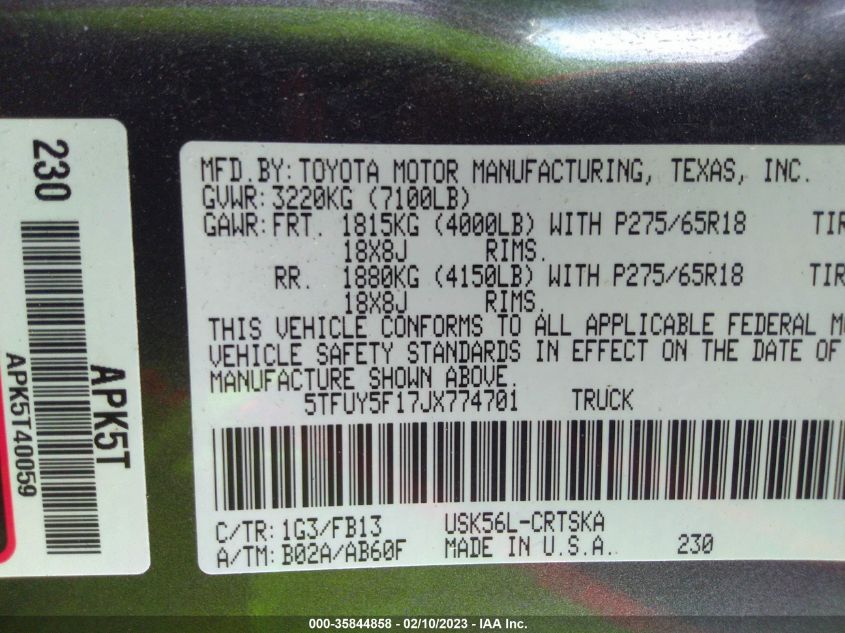 230
APK5T
APK5T40059
MFD.BY: TOYOTA MOTOR MANUFACTURING, TEXAS, INC.
GVWR: 3220KG (7100LB)
GAWR: FRT. 1815KG (4000LB) WITH P275/65R18 TIR
18X8J RIMS.
RR. 1880KG (4150LB) WITH P275/65R18 TIR
18X8J RIMS.
THIS VEHICLE CONFORMS TO ALL APPLICABLE FEDERAL MO
VEHICLE SAFETY STANDARDS IN EFFECT ON THE DATE OF
MANUFACTURE SHOWN ABOVE.
5TFUY5F17JX774701 TRUCK
C/TR: 1G3/FB13 USK56L-CRTSKA
A/TM: B02A/AB60F MADE IN U.S.A. 230
000-35844858 - 02/10/2023 - IAA Inc.